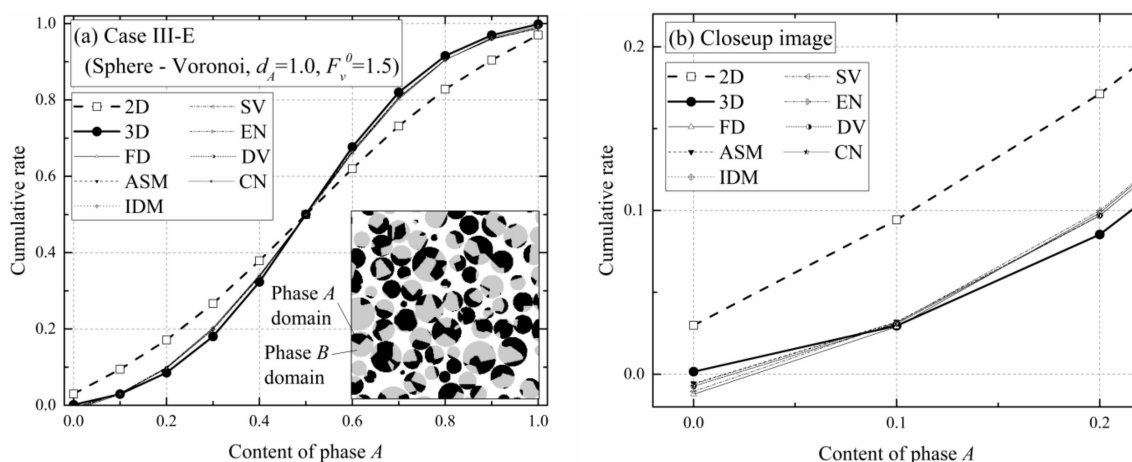 (a) Case III-E
(Sphere - Voronoi, d_A=1.0, F_v^0=1.5)
2D
3D
FD
ASM
IDM
SV
EN
DV
CN
Phase A
domain
Phase B
domain
Cumulative rate
1.0
0.8
0.6
0.4
0.2
0.0
0.0 0.2 0.4 0.6 0.8 1.0
Content of phase A
(b) Closeup image
2D
3D
FD
ASM
IDM
SV
EN
DV
CN
Cumulative rate
0.2
0.1
0.0
0.0 0.1 0.2
Content of phase A